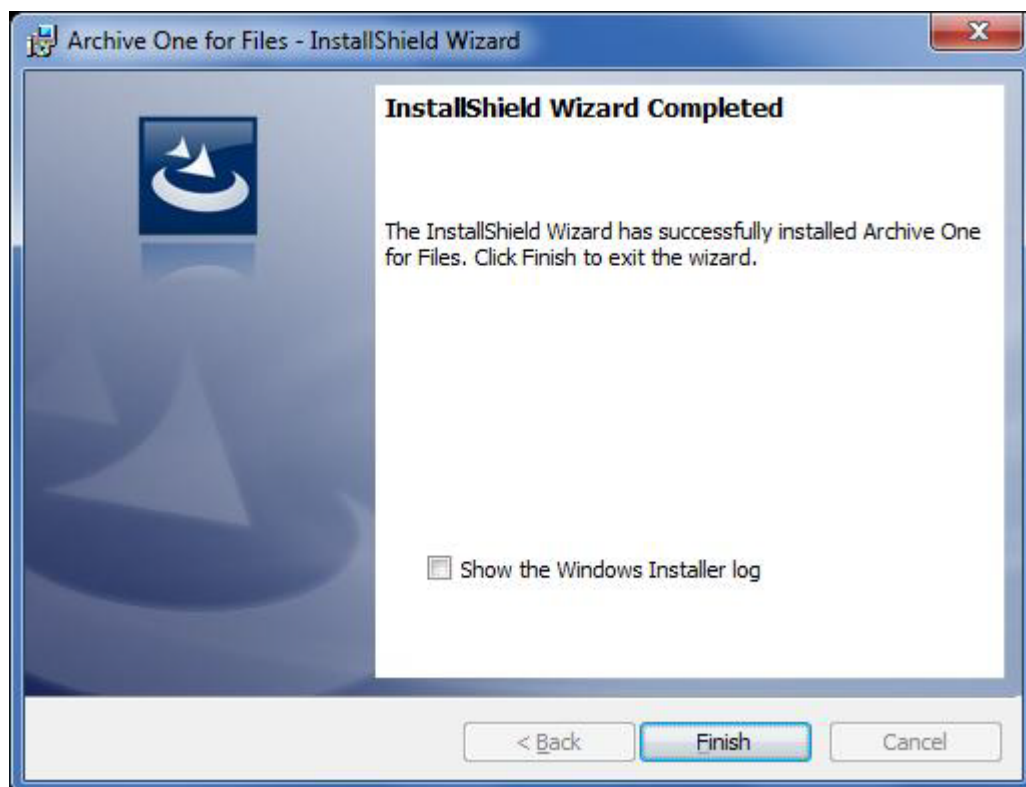 Archive One for Files - InstallShield Wizard
InstallShield Wizard Completed
The InstallShield Wizard has successfully installed Archive One
for Files. Click Finish to exit the wizard.
Show the Windows Installer log
< Back
Finish
Cancel